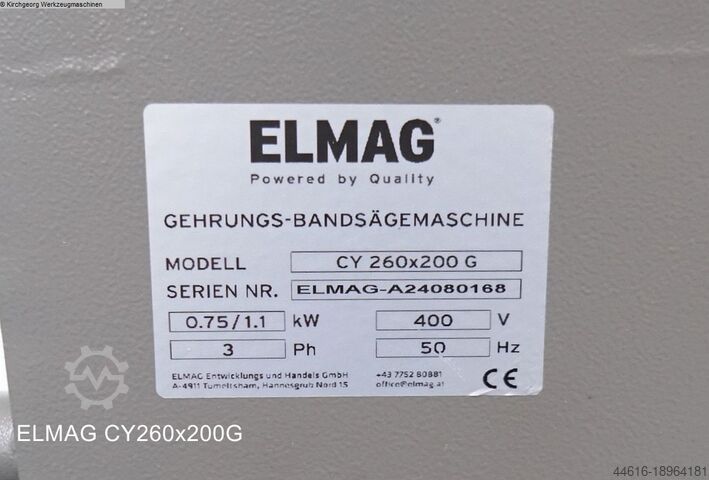 ® Kirchgeorg Werkzeugmaschinen
ELMAG®
Powered by Quality
GEHRUNGS-BANDSÄGEMASCHINE
MODELL CY 260x200 G
SERIEN NR. ELMAG-A24080168
0.75/1.1 kW 400 V
3 Ph 50 Hz
ELMAG Entwicklungs und Handels GmbH +43 7752 80881
A-4911 Tumeltsham, Hannesgrub Nord 15 office@elmag.at
CE
ELMAG CY260x200G
44616-18964181